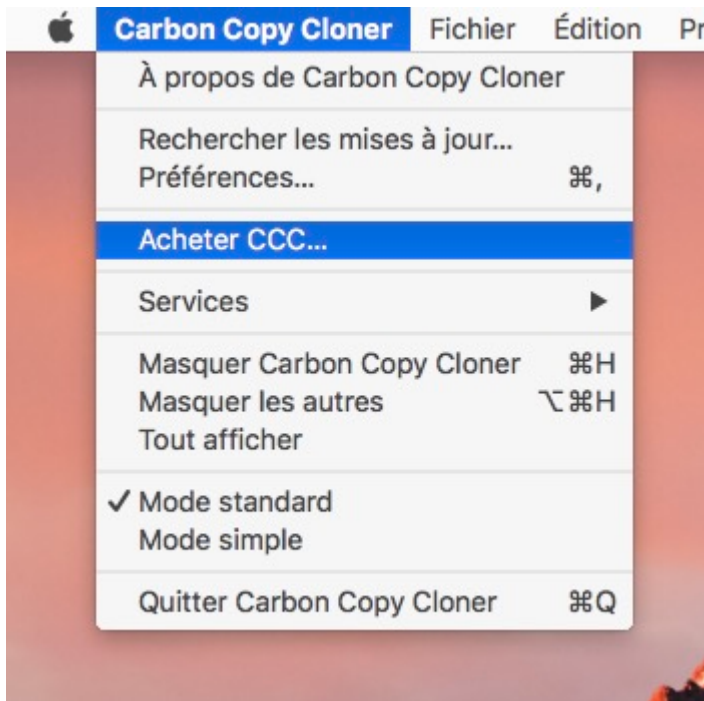 Carbon Copy Cloner Fichier Édition Pr
À propos de Carbon Copy Cloner
Rechercher les mises à jour...
Préférences... ⌘,
Acheter CCC...
Services ▶
Masquer Carbon Copy Cloner ⌘H
Masquer les autres ⌥⌘H
Tout afficher
✓ Mode standard
Mode simple
Quitter Carbon Copy Cloner ⌘Q